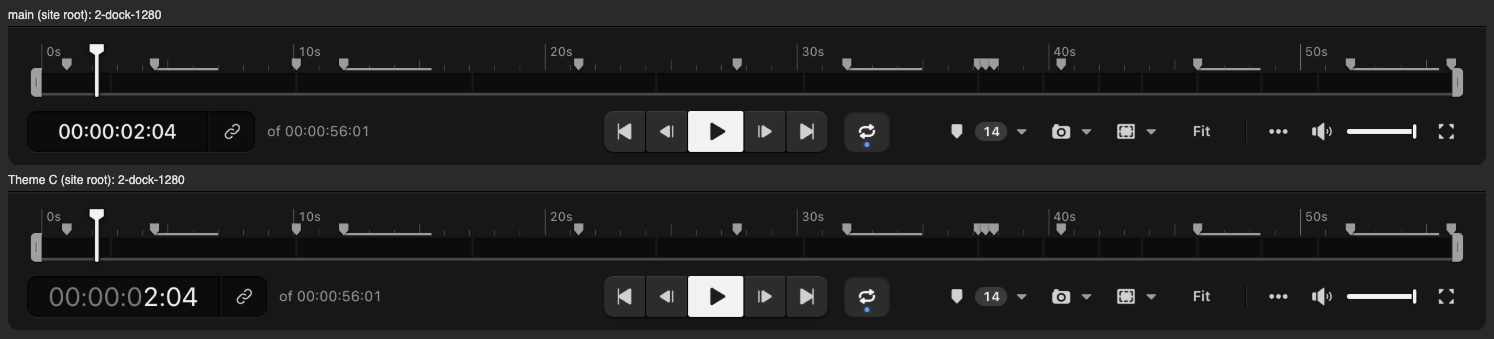 main (site root): 2-dock-1280
0s 10s 20s 30s 40s 50s
00:00:02:04 of 00:00:56:01 14 Fit
Theme C (site root): 2-dock-1280
0s 10s 20s 30s 40s 50s
00:00:02:04 of 00:00:56:01 14 Fit